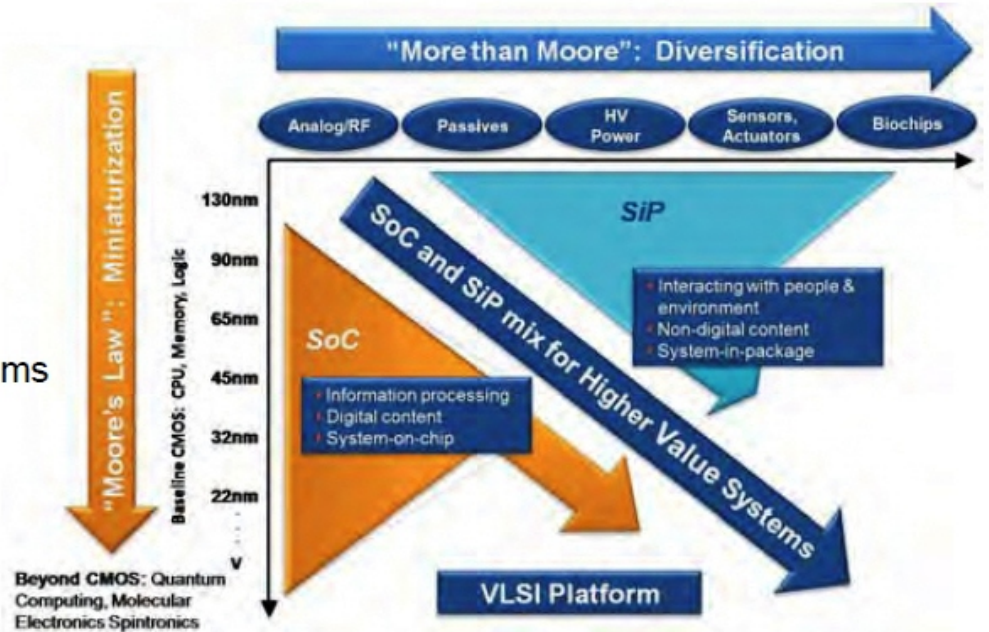 "More than Moore": Diversification
Analog/RF
Passives
HV
Power
Sensors,
Actuators
Biochips
"Moore's Law": Miniaturization
Baseline CMOS: CPU, Memory, Logic
130nm
90nm
65nm
45nm
32nm
22nm
.
.
.
V
ms
SiP
Interacting with people &
environment
Non-digital content
System-in-package
SoC and SiP mix for Higher Value Systems
SoC
Information processing
Digital content
System-on-chip
VLSI Platform
Beyond CMOS: Quantum
Computing, Molecular
Electronics Spintronics